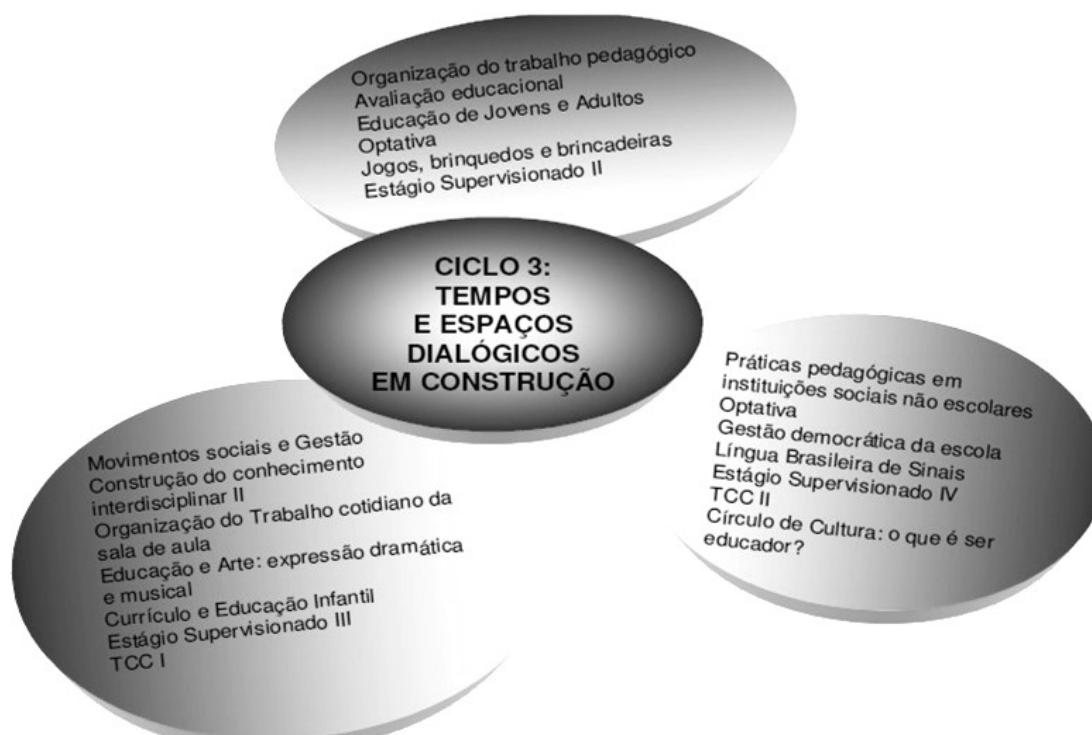 Organização do trabalho pedagógico
Avaliação educacional
Educação de Jovens e Adultos
Optativa
Jogos, brinquedos e brincadeiras
Estágio Supervisionado II
CICLO 3:
TEMPOS
E ESPAÇOS
DIALÓGICOS
EM CONSTRUÇÃO
Movimentos sociais e Gestão
Construção do conhecimento
interdisciplinar II
Organização do Trabalho cotidiano da
sala de aula
Educação e Arte: expressão dramática
e musical
Currículo e Educação Infantil
Estágio Supervisionado III
TCC I
Práticas pedagógicas em
instituições sociais não escolares
Optativa
Gestão democrática da escola
Língua Brasileira de Sinais
Estágio Supervisionado IV
TCC II
Círculo de Cultura: o que é ser
educador?